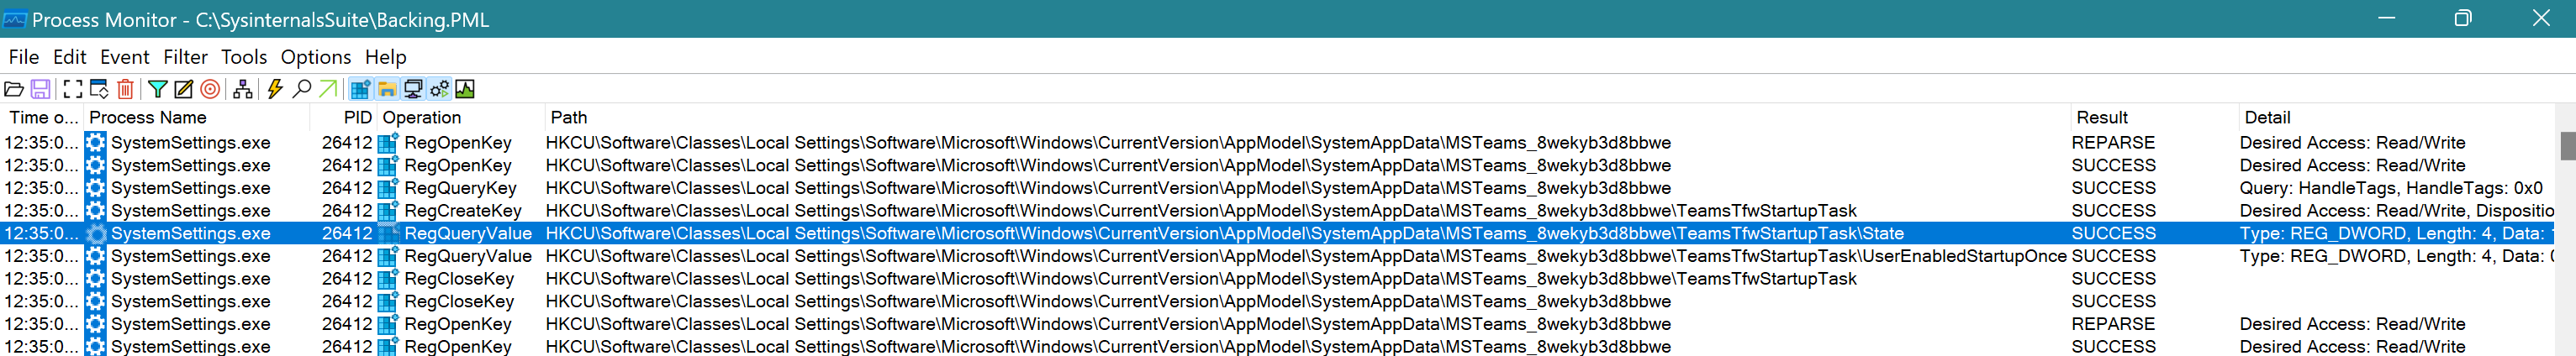 Process Monitor - C:\SysinternalsSuite\Backing.PML
File Edit Event Filter Tools Options Help
Time o... Process Name PID Operation Path Result Detail
12:35:0... SystemSettings.exe 26412 RegOpenKey HKCU\Software\Classes\Local Settings\Software\Microsoft\Windows\CurrentVersion\AppModel\SystemAppData\MSTeams_8wekyb3d8bbwe REPARSE Desired Access: Read/Write
12:35:0... SystemSettings.exe 26412 RegOpenKey HKCU\Software\Classes\Local Settings\Software\Microsoft\Windows\CurrentVersion\AppModel\SystemAppData\MSTeams_8wekyb3d8bbwe SUCCESS Desired Access: Read/Write
12:35:0... SystemSettings.exe 26412 RegQueryKey HKCU\Software\Classes\Local Settings\Software\Microsoft\Windows\CurrentVersion\AppModel\SystemAppData\MSTeams_8wekyb3d8bbwe SUCCESS Query: HandleTags, HandleTags: 0x0
12:35:0... SystemSettings.exe 26412 RegCreateKey HKCU\Software\Classes\Local Settings\Software\Microsoft\Windows\CurrentVersion\AppModel\SystemAppData\MSTeams_8wekyb3d8bbwe\TeamsTfwStartupTask SUCCESS Desired Access: Read/Write, Dispositio
12:35:0... SystemSettings.exe 26412 RegQueryValue HKCU\Software\Classes\Local Settings\Software\Microsoft\Windows\CurrentVersion\AppModel\SystemAppData\MSTeams_8wekyb3d8bbwe\TeamsTfwStartupTask\State SUCCESS Type: REG_DWORD, Length: 4, Data:
12:35:0... SystemSettings.exe 26412 RegQueryValue HKCU\Software\Classes\Local Settings\Software\Microsoft\Windows\CurrentVersion\AppModel\SystemAppData\MSTeams_8wekyb3d8bbwe\TeamsTfwStartupTask\UserEnabledStartupOnce SUCCESS Type: REG_DWORD, Length: 4, Data:
12:35:0... SystemSettings.exe 26412 RegCloseKey HKCU\Software\Classes\Local Settings\Software\Microsoft\Windows\CurrentVersion\AppModel\SystemAppData\MSTeams_8wekyb3d8bbwe\TeamsTfwStartupTask SUCCESS
12:35:0... SystemSettings.exe 26412 RegCloseKey HKCU\Software\Classes\Local Settings\Software\Microsoft\Windows\CurrentVersion\AppModel\SystemAppData\MSTeams_8wekyb3d8bbwe SUCCESS
12:35:0... SystemSettings.exe 26412 RegOpenKey HKCU\Software\Classes\Local Settings\Software\Microsoft\Windows\CurrentVersion\AppModel\SystemAppData\MSTeams_8wekyb3d8bbwe REPARSE Desired Access: Read/Write
12:35:0... SystemSettings.exe 26412 RegOpenKey HKCU\Software\Classes\Local Settings\Software\Microsoft\Windows\CurrentVersion\AppModel\SystemAppData\MSTeams_8wekyb3d8bbwe SUCCESS Desired Access: Read/Write